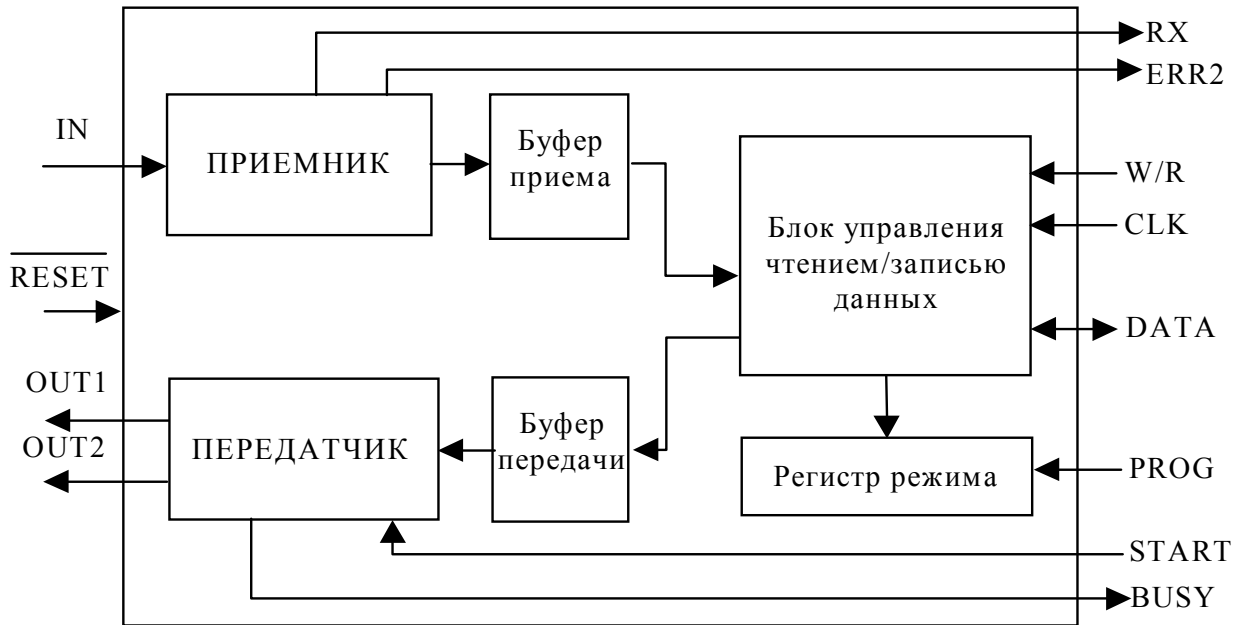 RX
ERR2
IN
ПРИЕМНИК
Буфер
приема
W/R
CLK
Блок управления
чтением/записью
данных
RESET
DATA
OUT1
OUT2
ПЕРЕДАТЧИК
Буфер
передачи
Регистр режима
PROG
START
BUSY